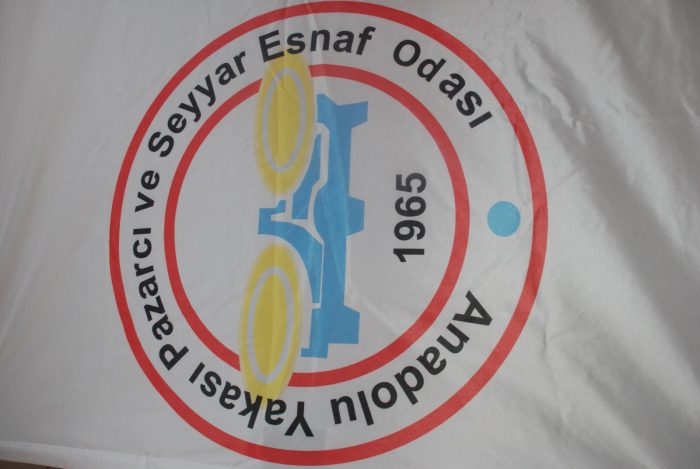 Anadolu Yakası Pazarcı ve Seyyar Esnaf Odası
1965